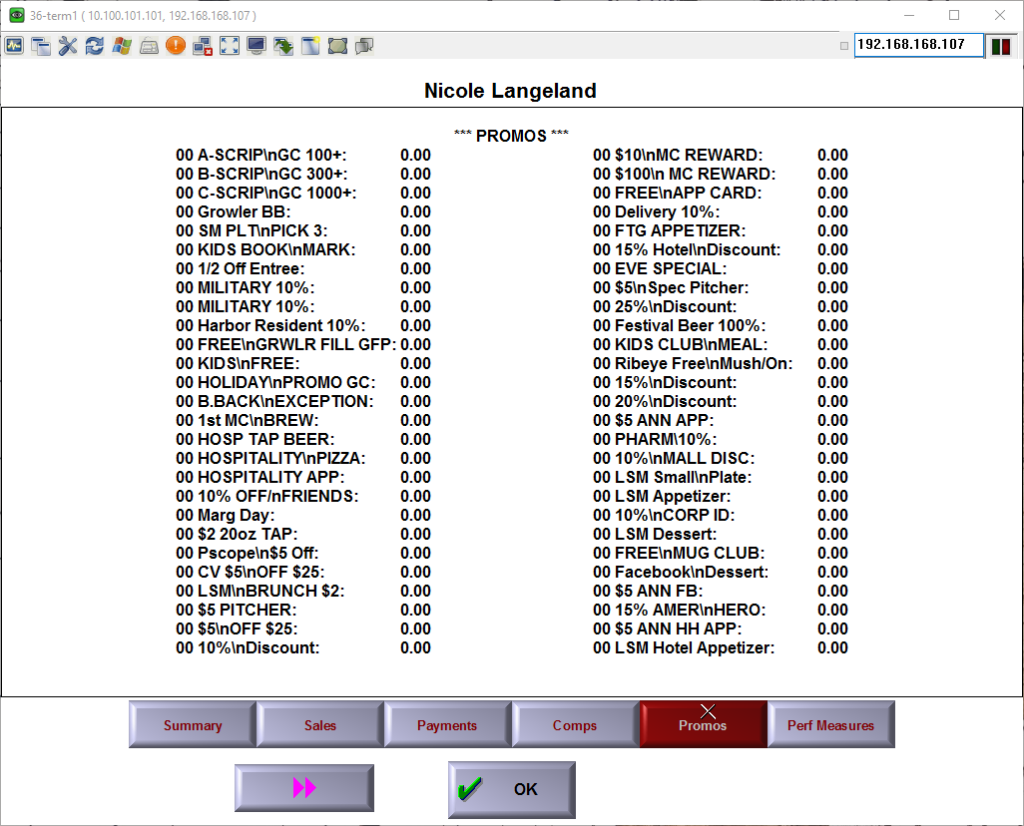 36-term1 ( 10.100.101.101, 192.168.168.107 )
192.168.168.107
Nicole Langeland
*** PROMOS ***
00 A-SCRIP\nGC 100+: 0.00 00 $10\nMC REWARD: 0.00
00 B-SCRIP\nGC 300+: 0.00 00 $100\n MC REWARD: 0.00
00 C-SCRIP\nGC 1000+: 0.00 00 FREE\nAPP CARD: 0.00
00 Growler BB: 0.00 00 Delivery 10%: 0.00
00 SM PLT\nPICK 3: 0.00 00 FTG APPETIZER: 0.00
00 KIDS BOOK\nMARK: 0.00 00 15% Hotel\nDiscount: 0.00
00 1/2 Off Entree: 0.00 00 EVE SPECIAL: 0.00
00 MILITARY 10%: 0.00 00 $5\nSpec Pitcher: 0.00
00 MILITARY 10%: 0.00 00 25%\nDiscount: 0.00
00 Harbor Resident 10%: 0.00 00 Festival Beer 100%: 0.00
00 FREE\nGRWLR FILL GFP: 0.00 00 KIDS CLUB\nMEAL: 0.00
00 KIDS\nFREE: 0.00 00 Ribeye Free\nMush/On: 0.00
00 HOLIDAY\nPROMO GC: 0.00 00 15%\nDiscount: 0.00
00 B.BACK\nEXCEPTION: 0.00 00 20%\nDiscount: 0.00
00 1st MC\nBREW: 0.00 00 $5 ANN APP: 0.00
00 HOSP TAP BEER: 0.00 00 PHARM\10%: 0.00
00 HOSPITALITY\nPIZZA: 0.00 00 10%\nMALL DISC: 0.00
00 HOSPITALITY APP: 0.00 00 LSM Small\nPlate: 0.00
00 10% OFF/nFRIENDS: 0.00 00 LSM Appetizer: 0.00
00 Marg Day: 0.00 00 10%\nCORP ID: 0.00
00 $2 20oz TAP: 0.00 00 LSM Dessert: 0.00
00 Pscope\n$5 Off: 0.00 00 FREE\nMUG CLUB: 0.00
00 CV $5\nOFF $25: 0.00 00 Facebook\nDessert: 0.00
00 LSM\nBRUNCH $2: 0.00 00 $5 ANN FB: 0.00
00 $5 PITCHER: 0.00 00 15% AMER\nHERO: 0.00
00 $5\nOFF $25: 0.00 00 $5 ANN HH APP: 0.00
00 10%\nDiscount: 0.00 00 LSM Hotel Appetizer: 0.00
Summary Sales Payments Comps Promos Perf Measures
OK